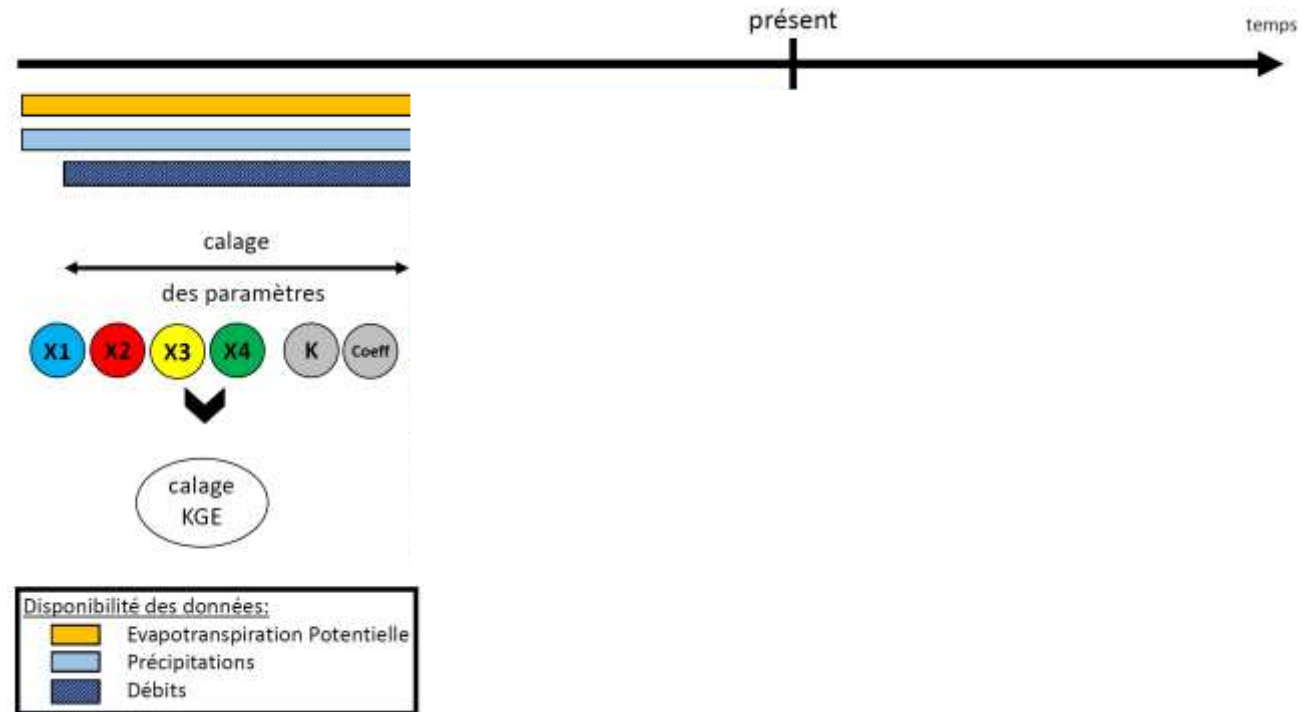 présent
temps
calage
des paramètres
X1 X2 X3 X4 K Coeff
calage
KGE
Disponibilité des données:
Evapotranspiration Potentielle
Précipitations
Débits